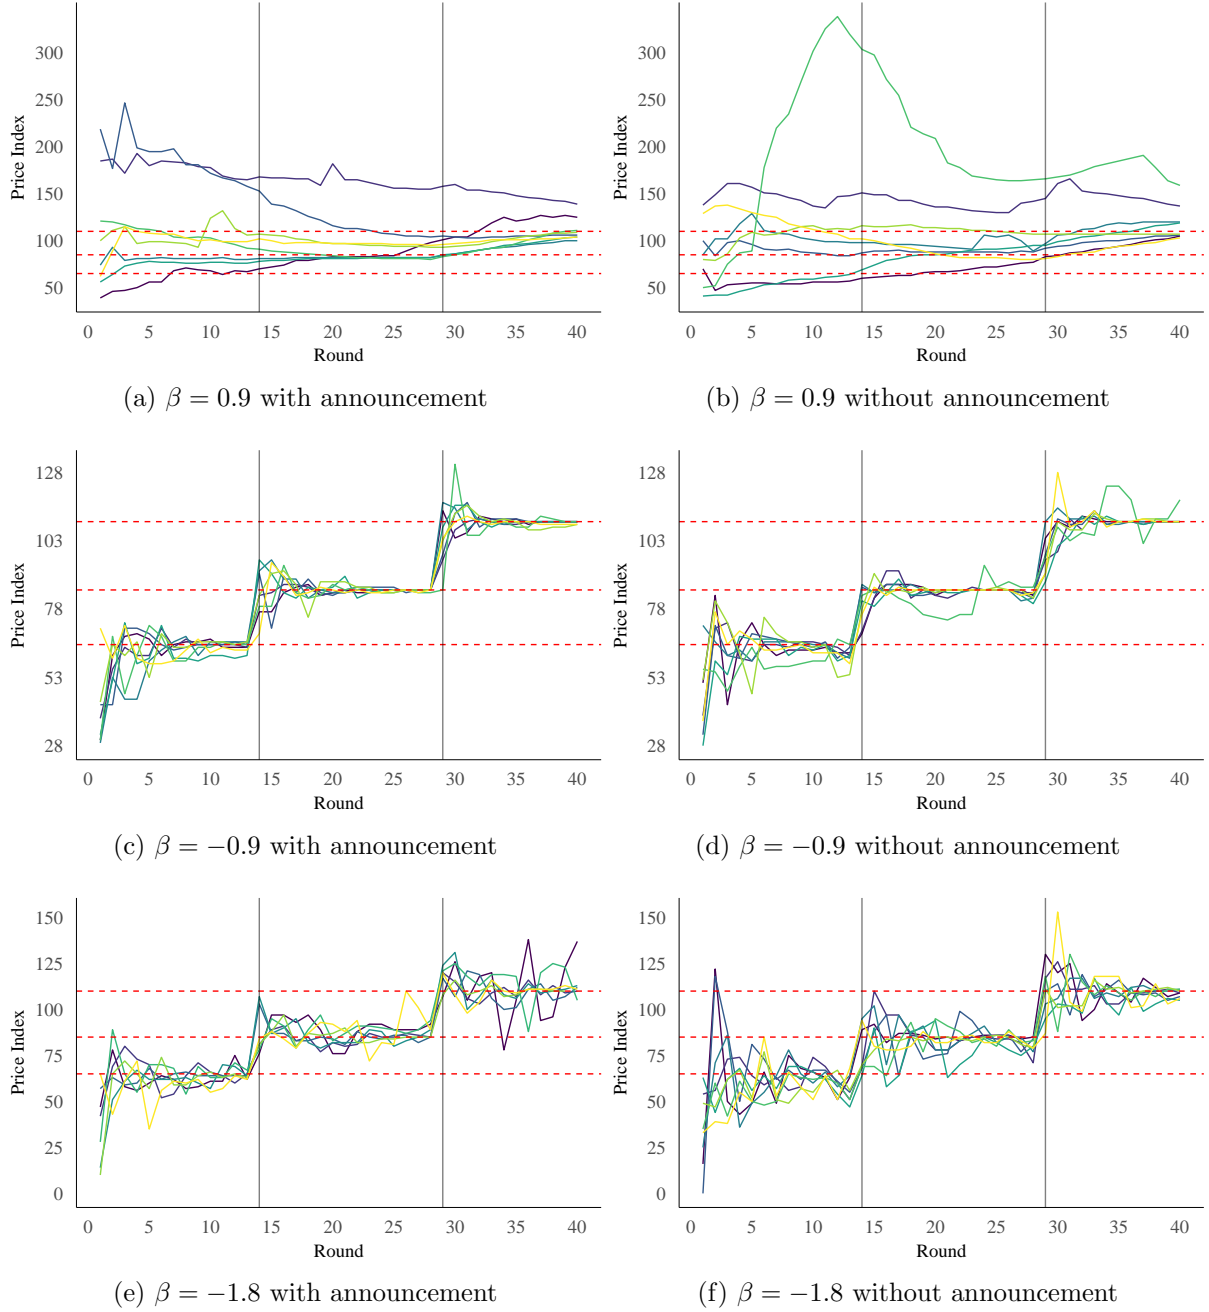 300
250
200
150
100
50
Price Index
0 5 10 15 20 25 30 35 40
Round
(a) β = 0.9 with announcement
300
250
200
150
100
50
Price Index
0 5 10 15 20 25 30 35 40
Round
(b) β = 0.9 without announcement
128
103
78
53
28
Price Index
0 5 10 15 20 25 30 35 40
Round
(c) β = −0.9 with announcement
128
103
78
53
28
Price Index
0 5 10 15 20 25 30 35 40
Round
(d) β = −0.9 without announcement
150
125
100
75
50
25
0
Price Index
0 5 10 15 20 25 30 35 40
Round
(e) β = −1.8 with announcement
150
125
100
75
50
25
0
Price Index
0 5 10 15 20 25 30 35 40
Round
(f) β = −1.8 without announcement